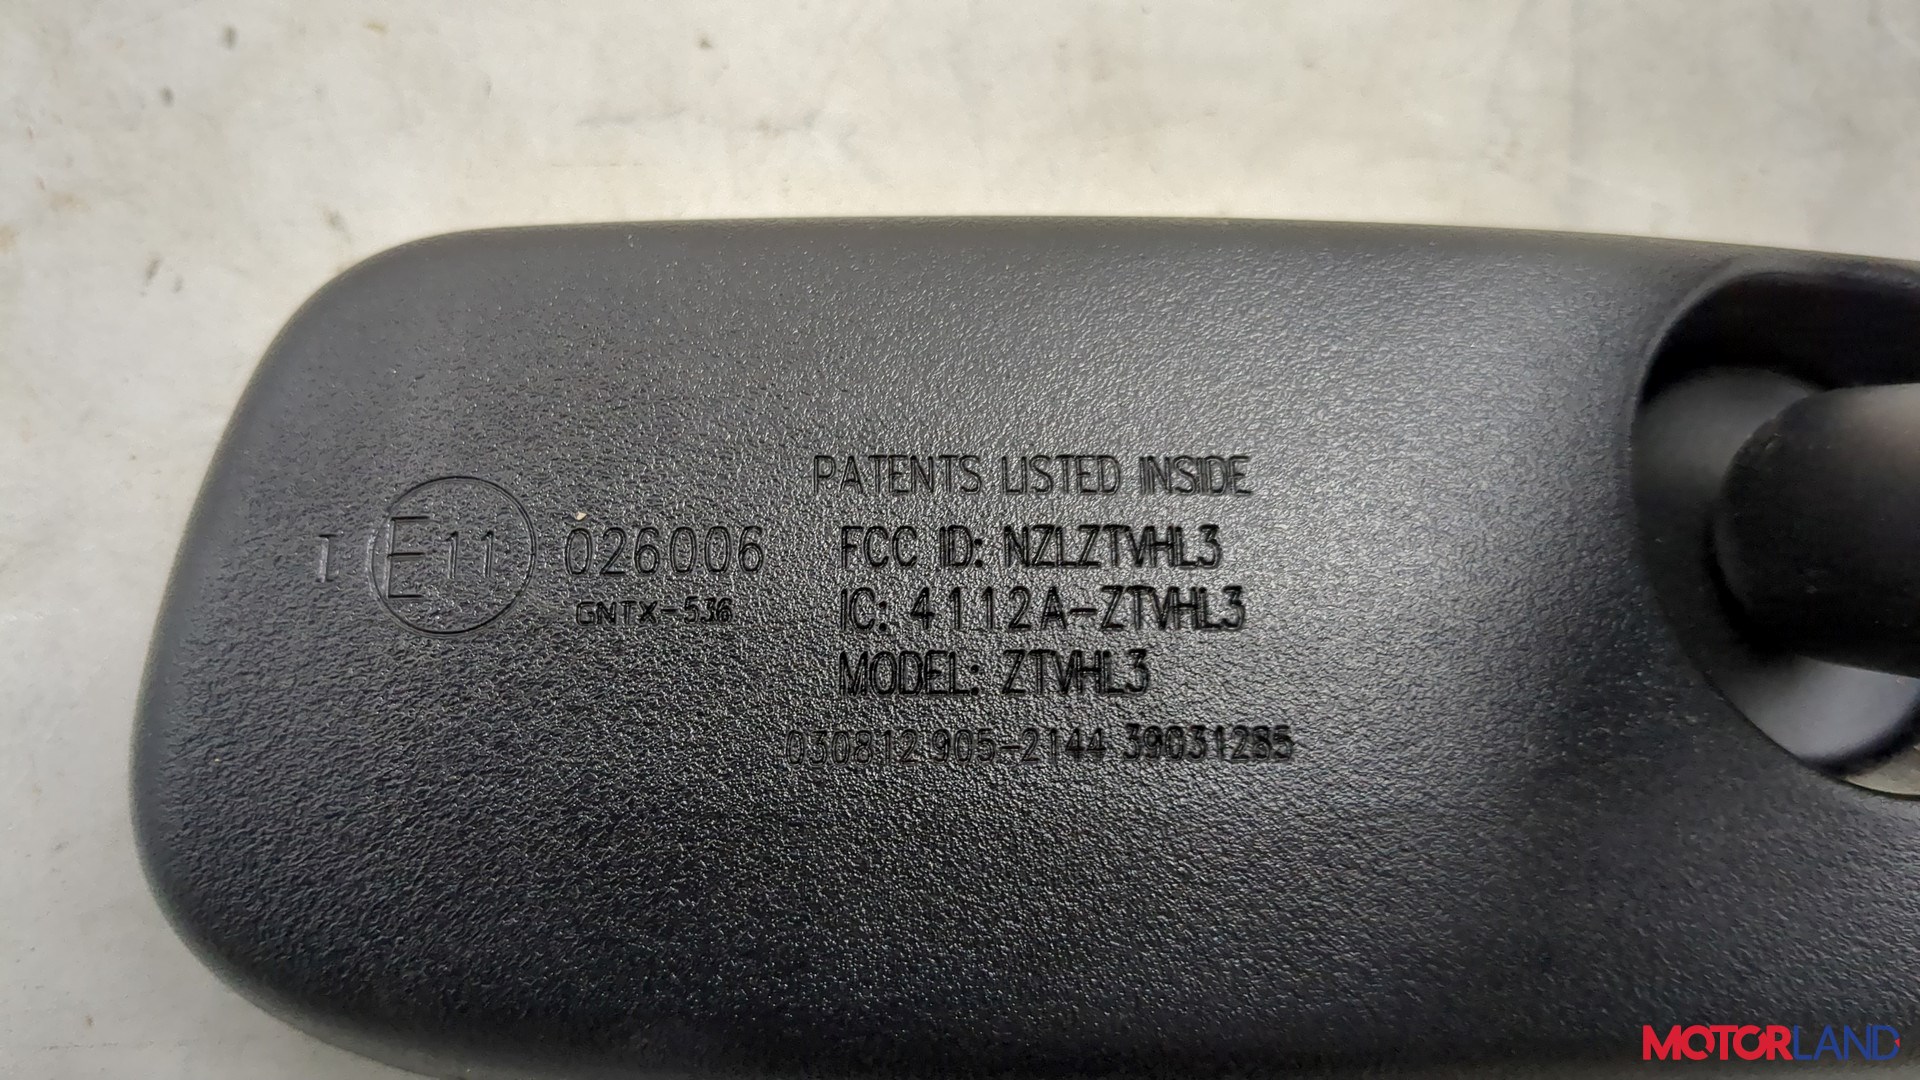 PATENTS LISTED INSIDE
I E11 026006
GNTX-536
FCC ID: NZLZTVHL3
IC: 4112A-ZTVHL3
MODEL: ZTVHL3
030812 905-2144 39031285
MOTORLAND